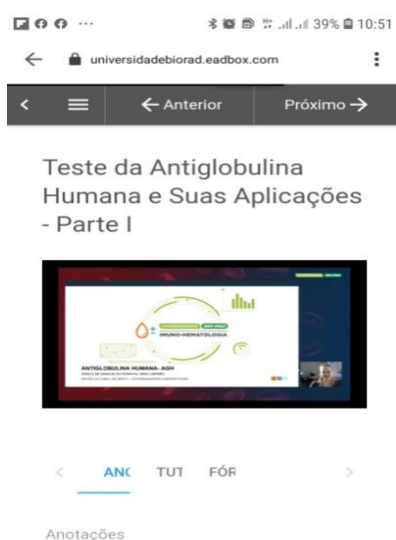 39% 10:51
universidadebiorad.eadbox.com
Anterior Próximo
Teste da Antiglobulina
Humana e Suas Aplicações
- Parte I
IMUNO-HEMATOLOGIA
ANTIGLOBULINA HUMANA- AGH
ANO TUT FÓR
Anotações